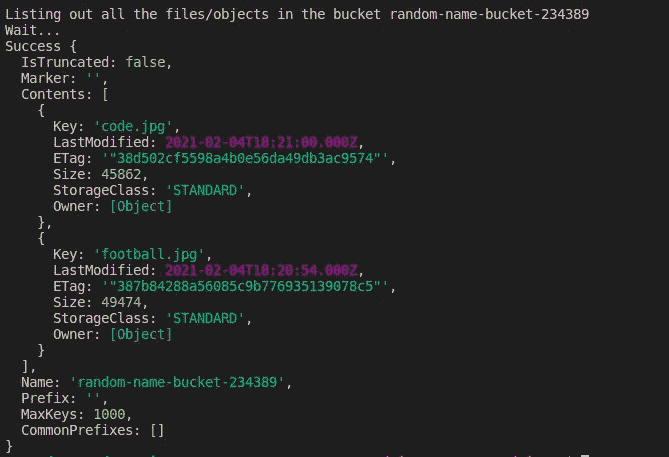 Listing out all the files/objects in the bucket random-name-bucket-234389
Wait...
Success {
  IsTruncated: false,
  Marker: '',
  Contents: [
    {
      Key: 'code.jpg',
      LastModified: 2021-02-04T18:21:00.000Z,
      ETag: '"38d502cf5598a4b0e56da49db3ac9574"',
      Size: 45862,
      StorageClass: 'STANDARD',
      Owner: [Object]
    },
    {
      Key: 'football.jpg',
      LastModified: 2021-02-04T18:20:54.000Z,
      ETag: '"387b84288a56085c9b776935139078c5"',
      Size: 49474,
      StorageClass: 'STANDARD',
      Owner: [Object]
    }
  ],
  Name: 'random-name-bucket-234389',
  Prefix: '',
  MaxKeys: 1000,
  CommonPrefixes: []
}